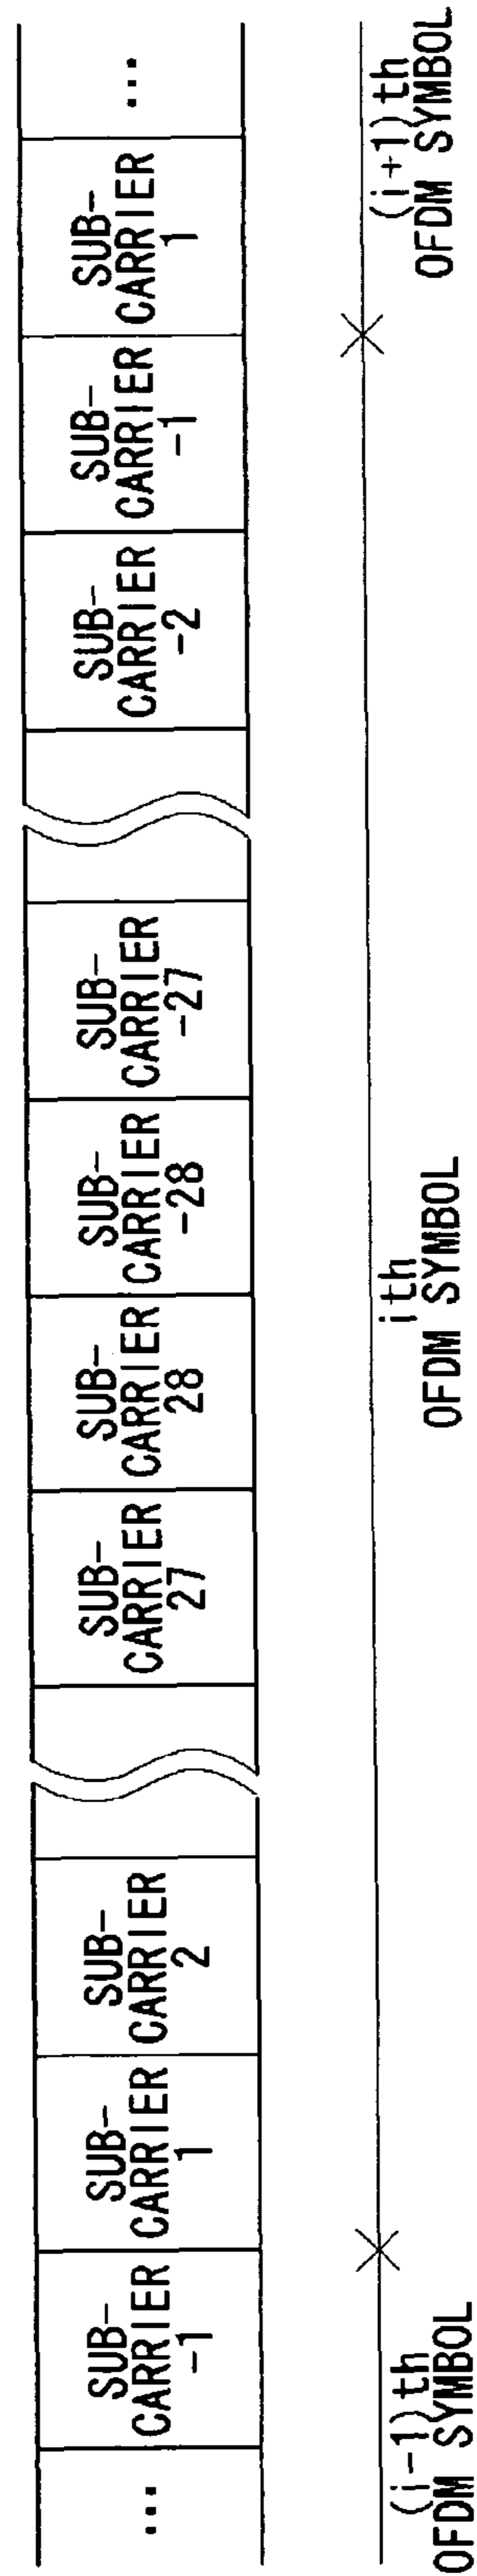 ...
SUB-
CARRIER
-1
SUB-
CARRIER
1
SUB-
CARRIER
2
SUB-
CARRIER
27
SUB-
CARRIER
28
SUB-
CARRIER
-28
SUB-
CARRIER
-27
SUB-
CARRIER
-2
SUB-
CARRIER
-1
SUB-
CARRIER
1
...
(i-1)th
OFDM SYMBOL
ith
OFDM SYMBOL
(i+1)th
OFDM SYMBOL